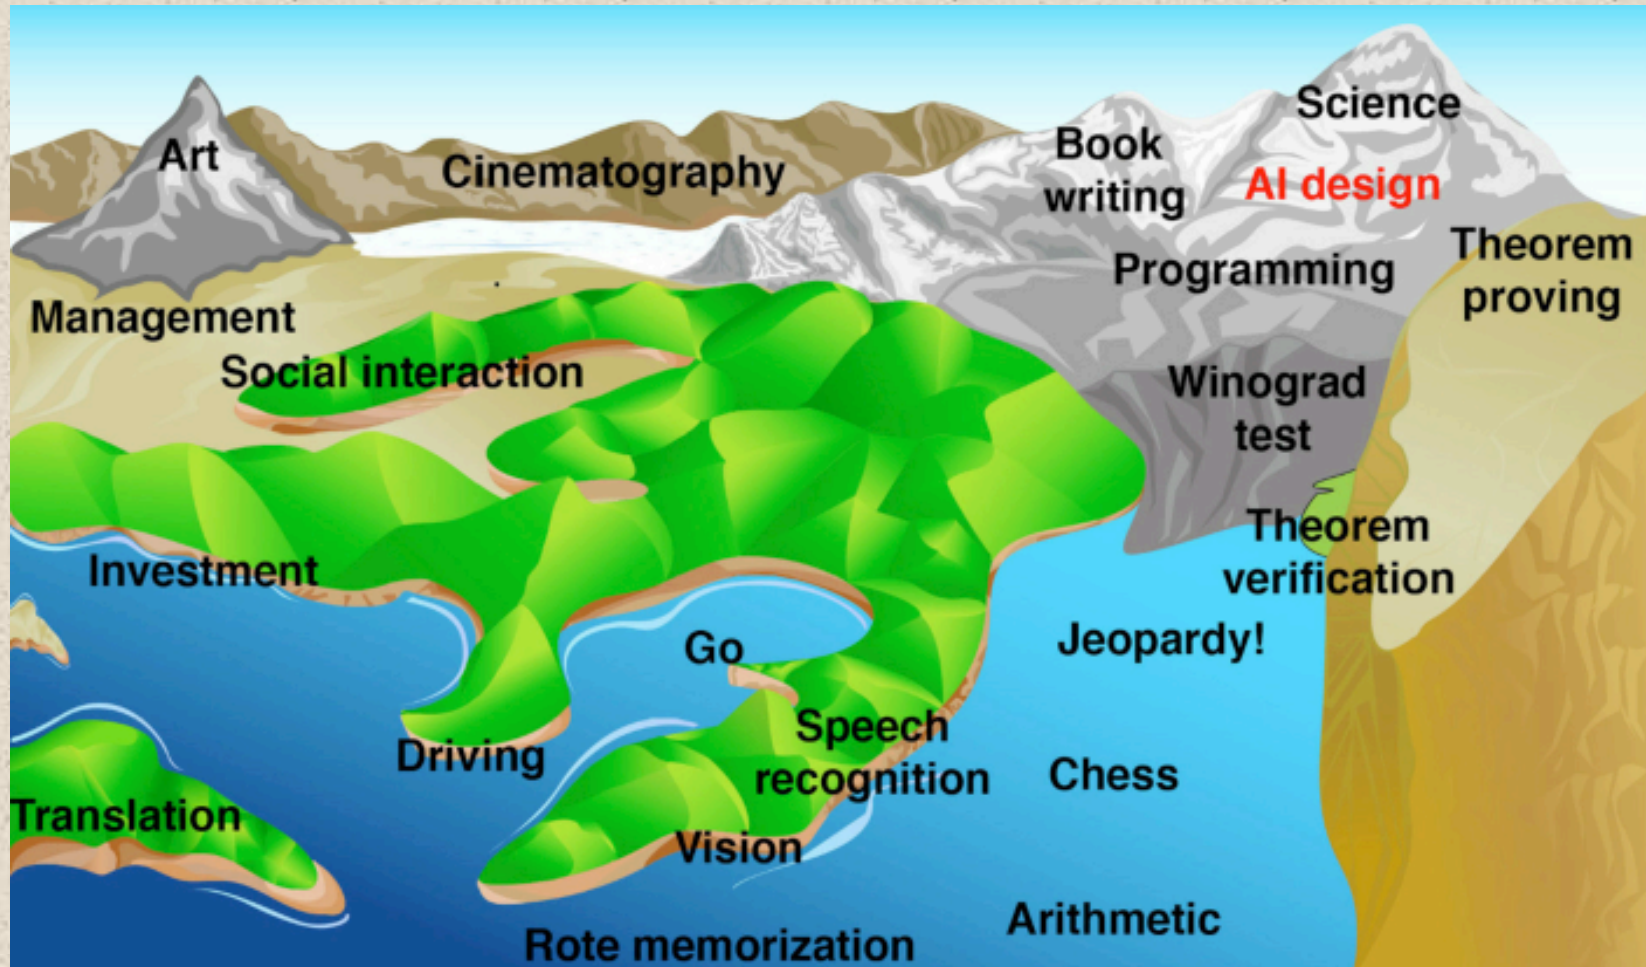 Science
Art
Book
writing
Cinematography
AI design
Theorem
proving
Programming
Management
Social interaction
Winograd
test
Theorem
verification
Investment
Jeopardy!
Go
Speech
recognition
Driving
Chess
Translation
Vision
Arithmetic
Rote memorization